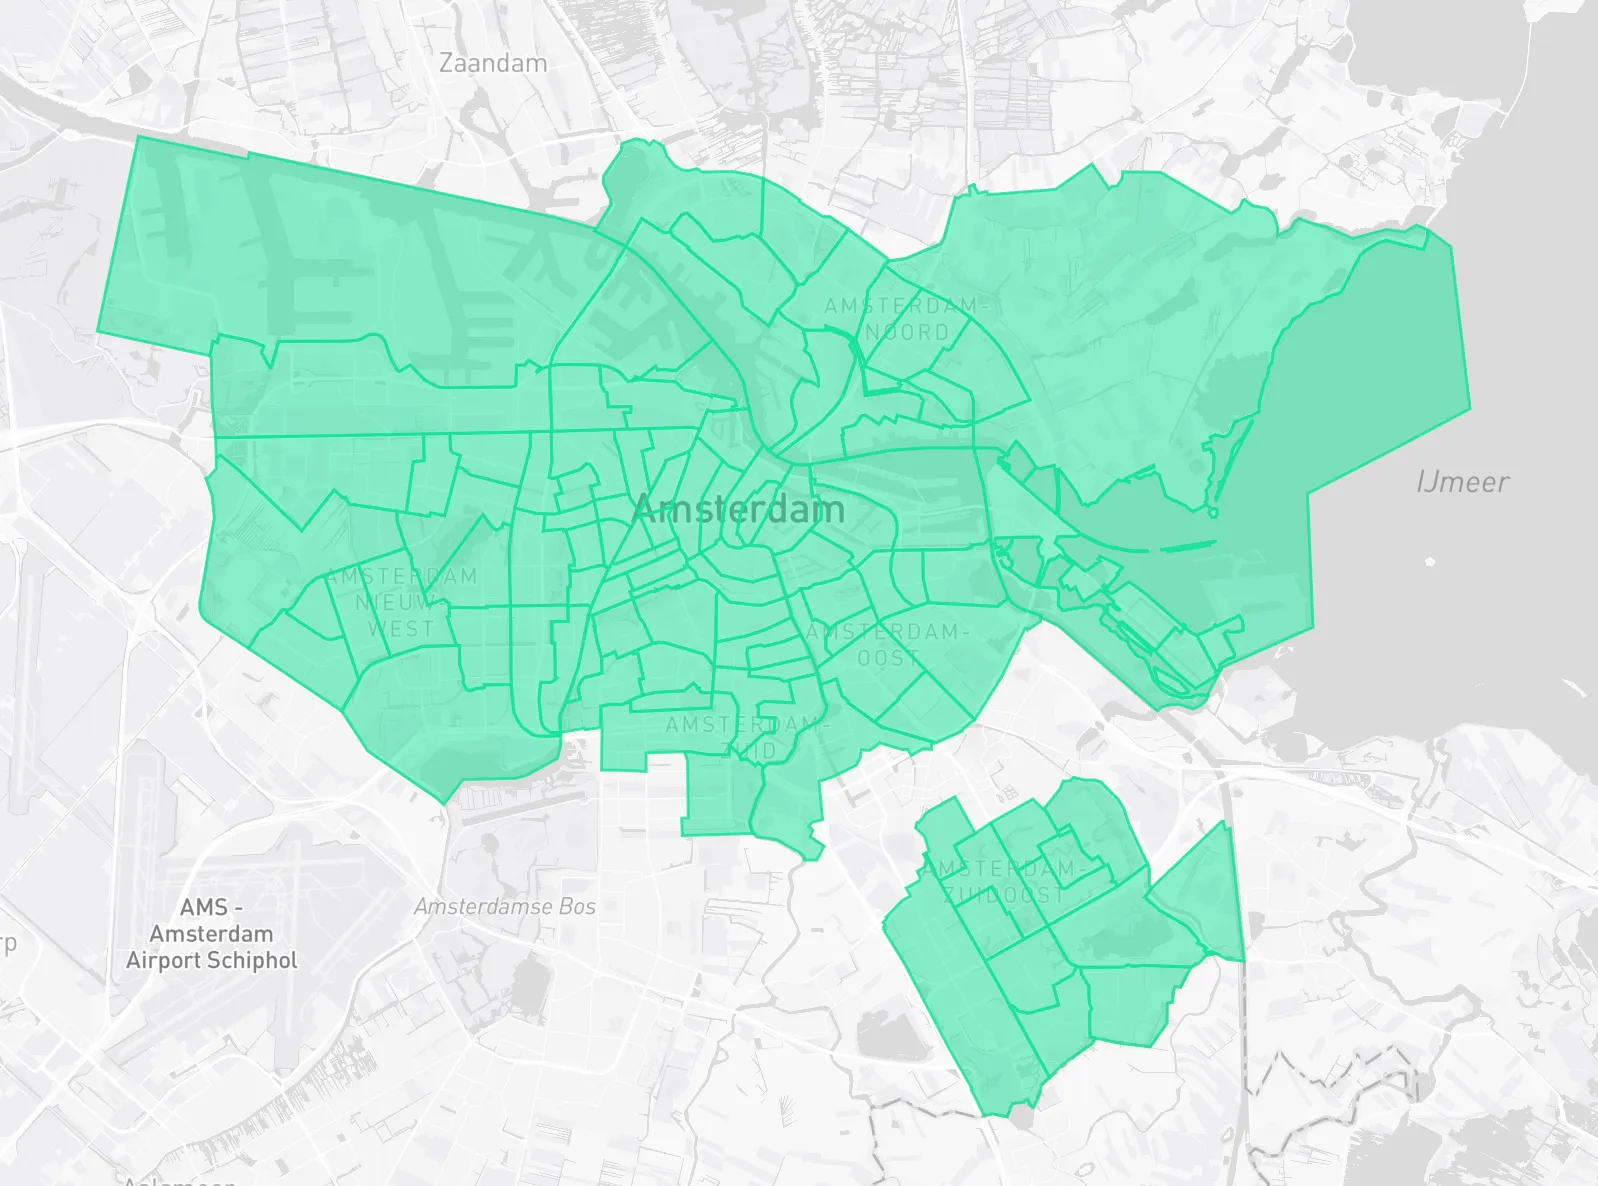 Zaandam
AMSTERDAM-
NOORD
IJmeer
Amsterdam
AMSTERDAM
NIEUW-
WEST
AMSTERDAM-
OOST
AMSTERDAM-
ZUID
AMSTERDAM-
ZUIDOOST
AMS -
Amsterdam
Airport Schiphol
Amsterdamse Bos
rp